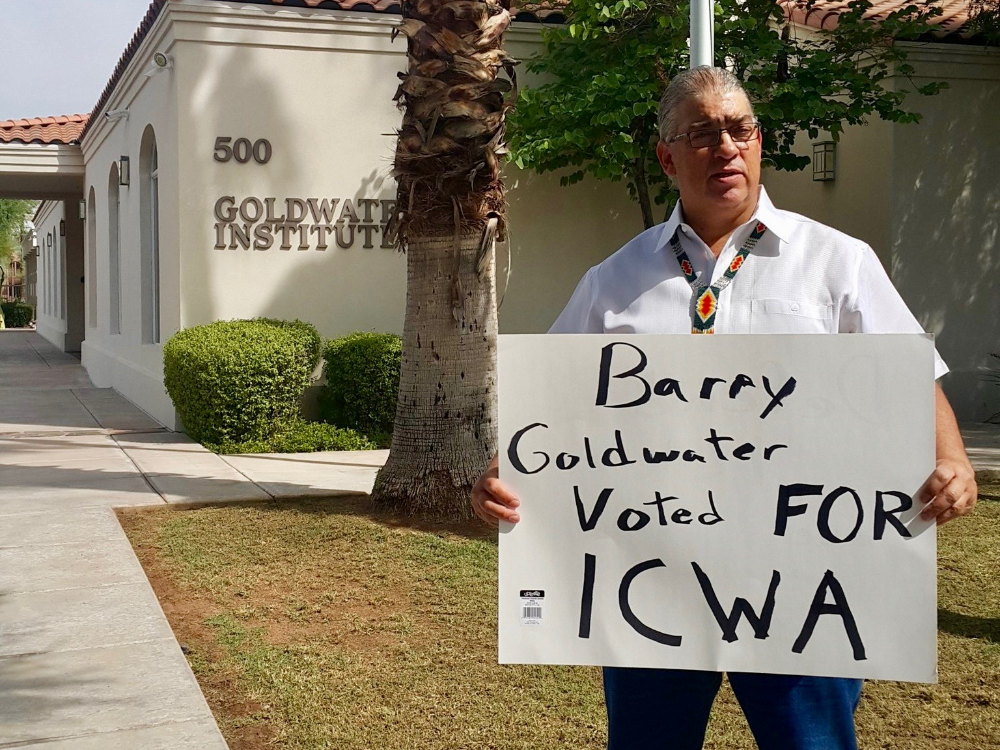 500
GOLDWATE
INSTITUTE
Barry
Goldwater
Voted FOR
ICWA